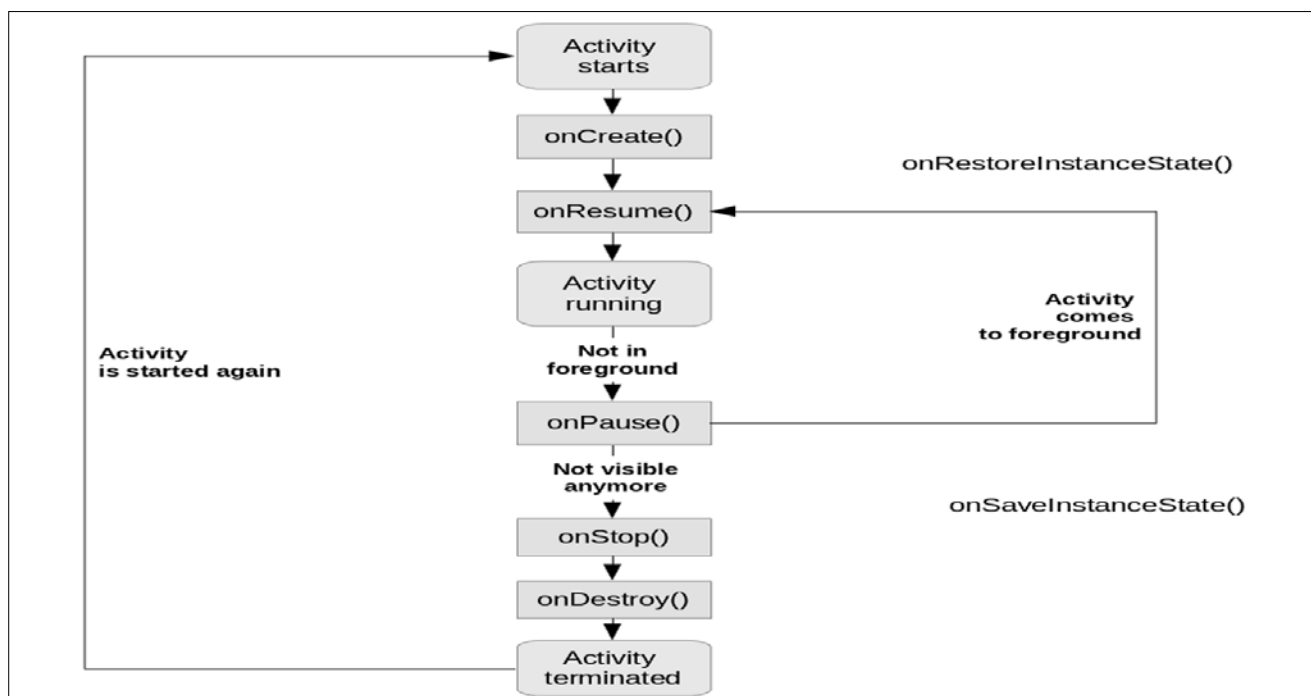 Activity
starts
onCreate()
onRestoreInstanceState()
onResume()
Activity
running
Activity
comes
to foreground
Not in
foreground
Activity
is started again
onPause()
Not visible
anymore
onSaveInstanceState()
onStop()
onDestroy()
Activity
terminated